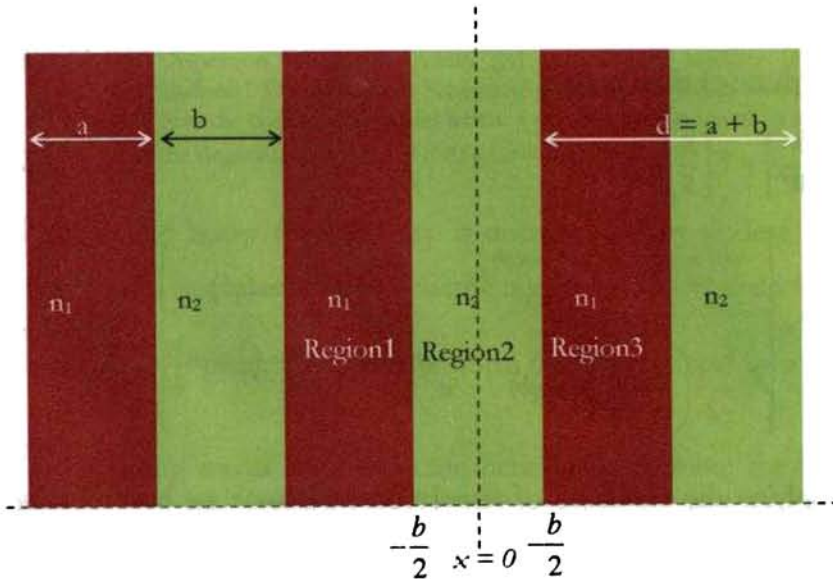 a
b
d = a + b
n₁
n₂
n₁
n₂
n₁
n₂
Region1
Region2
Region3
-b/2
x = 0
-b/2